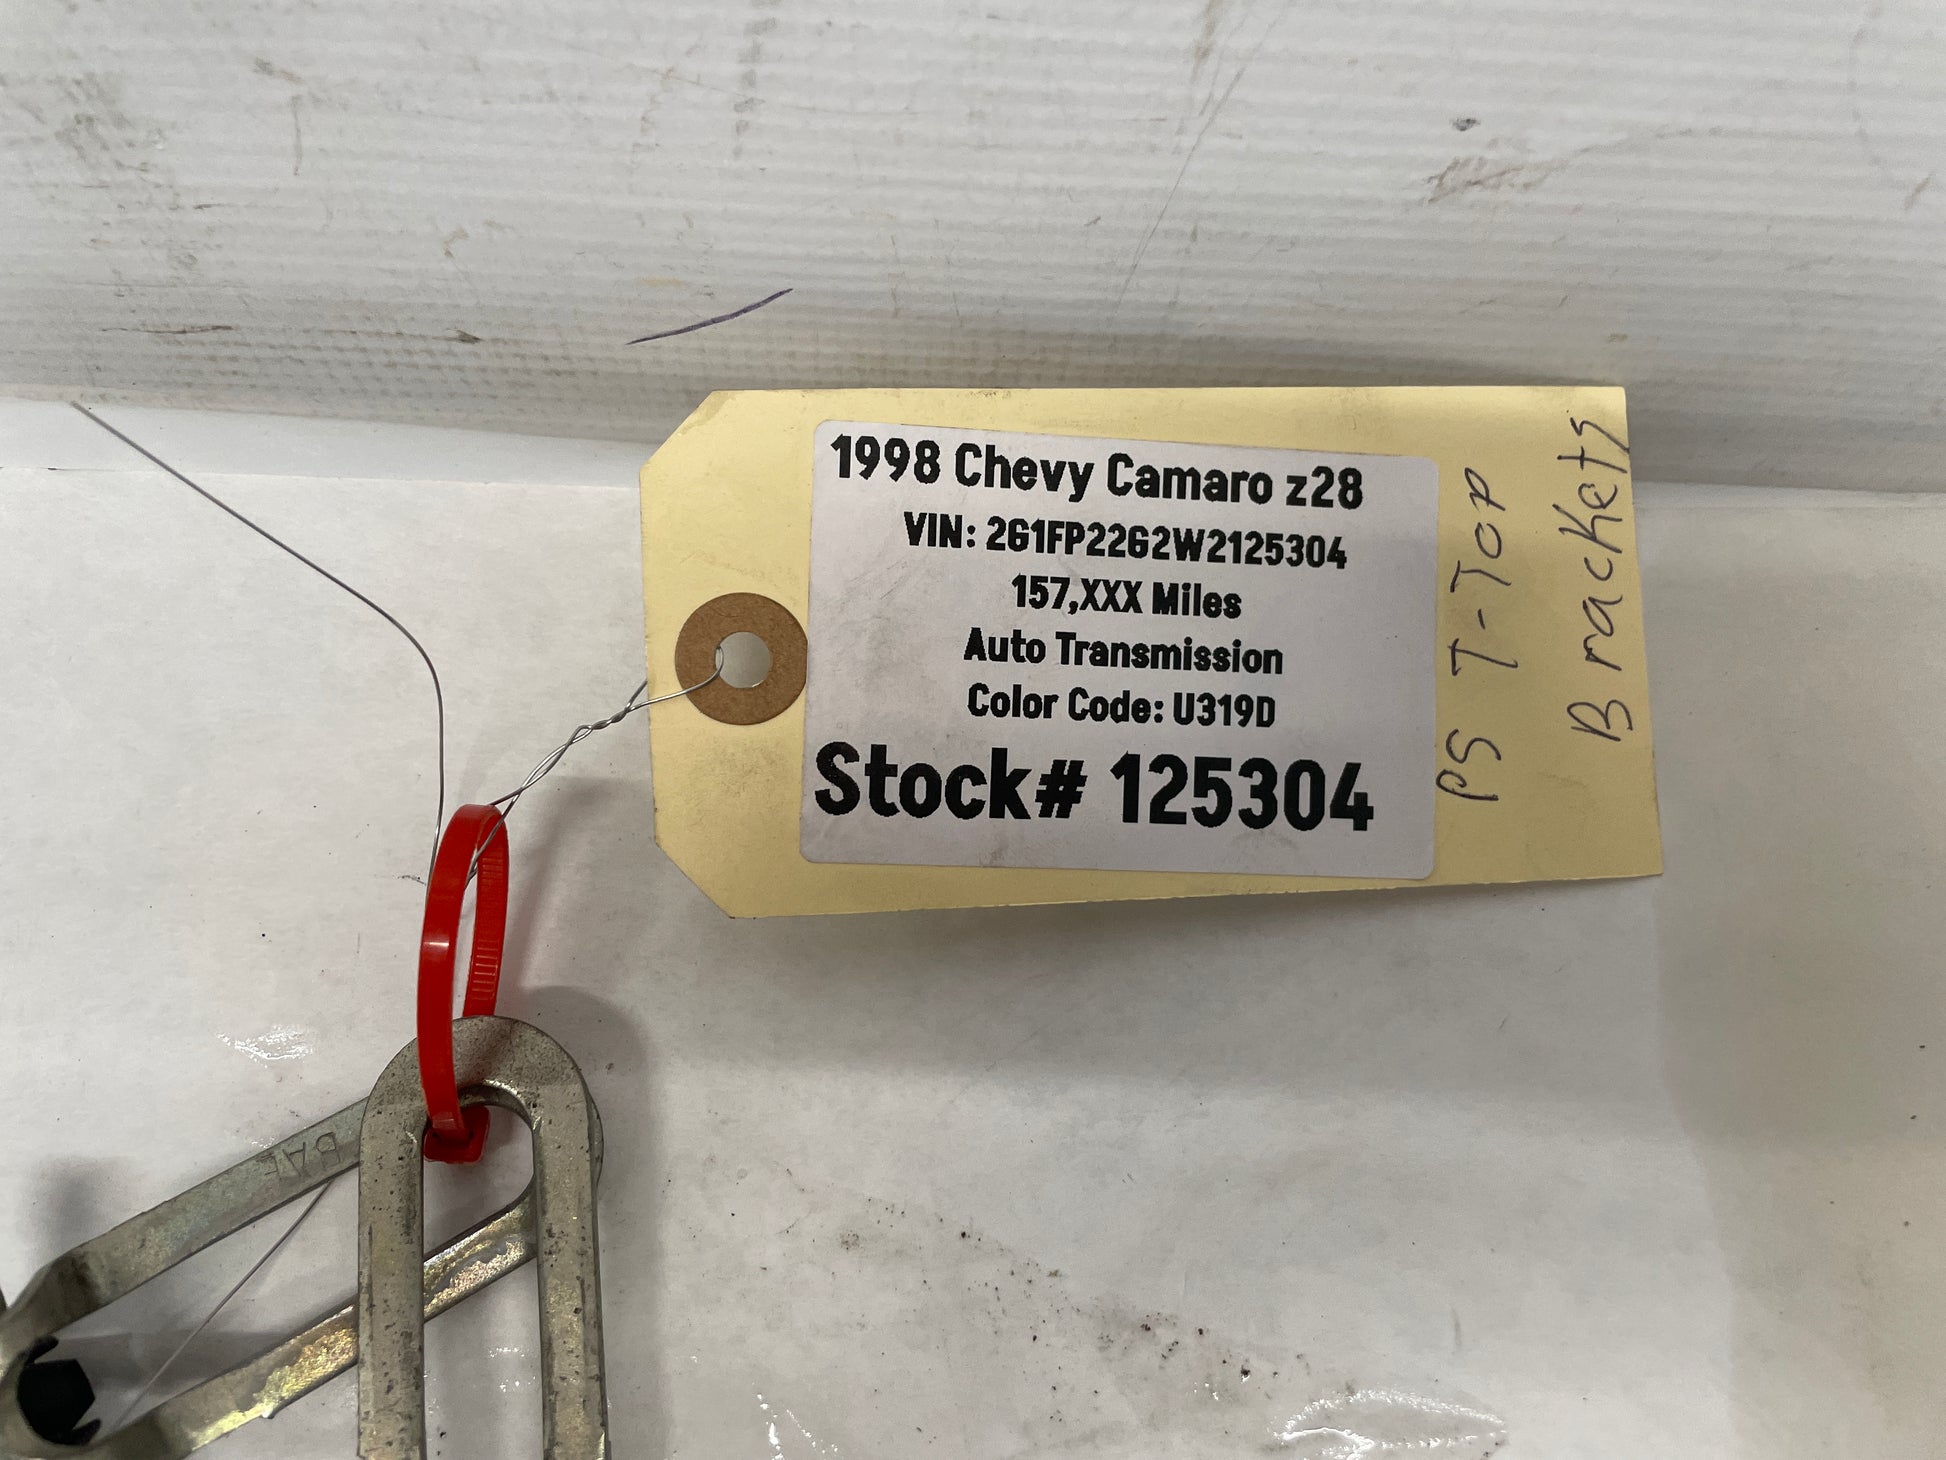 1998 Chevy Camaro z28
VIN: 2G1FP22G2W2125304
157,XXX Miles
Auto Transmission
Color Code: U319D
Stock# 125304
PS T-TOP
Brackets